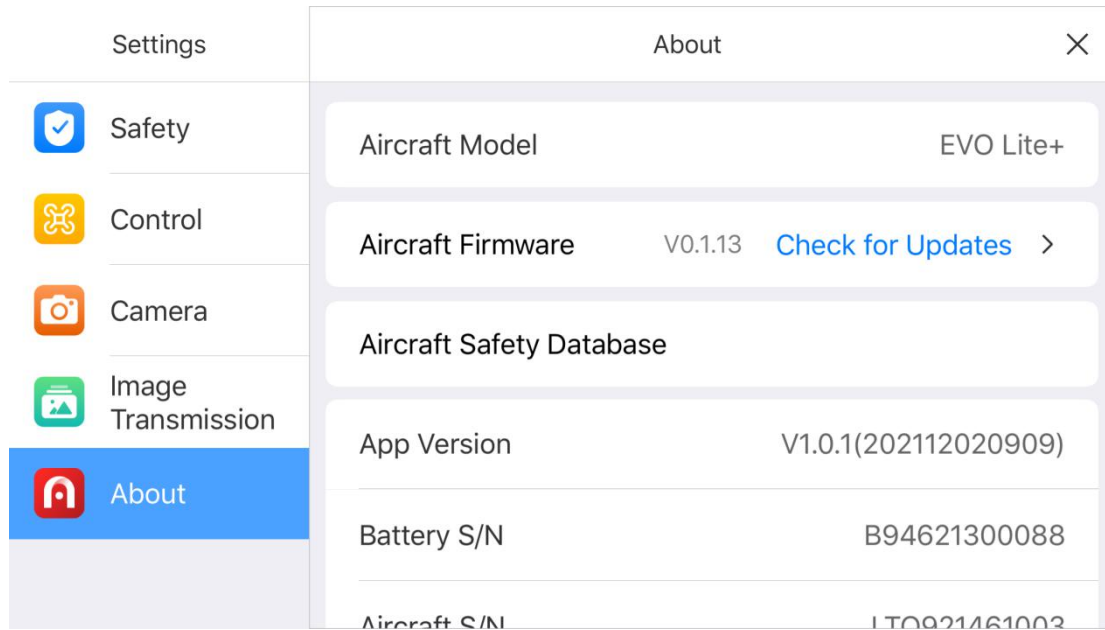 Settings
About
Safety
Control
Camera
Image
Transmission
About
Aircraft Model EVO Lite+
Aircraft Firmware V0.1.13 Check for Updates
Aircraft Safety Database
App Version V1.0.1(202112020909)
Battery S/N B94621300088
Aircraft S/N